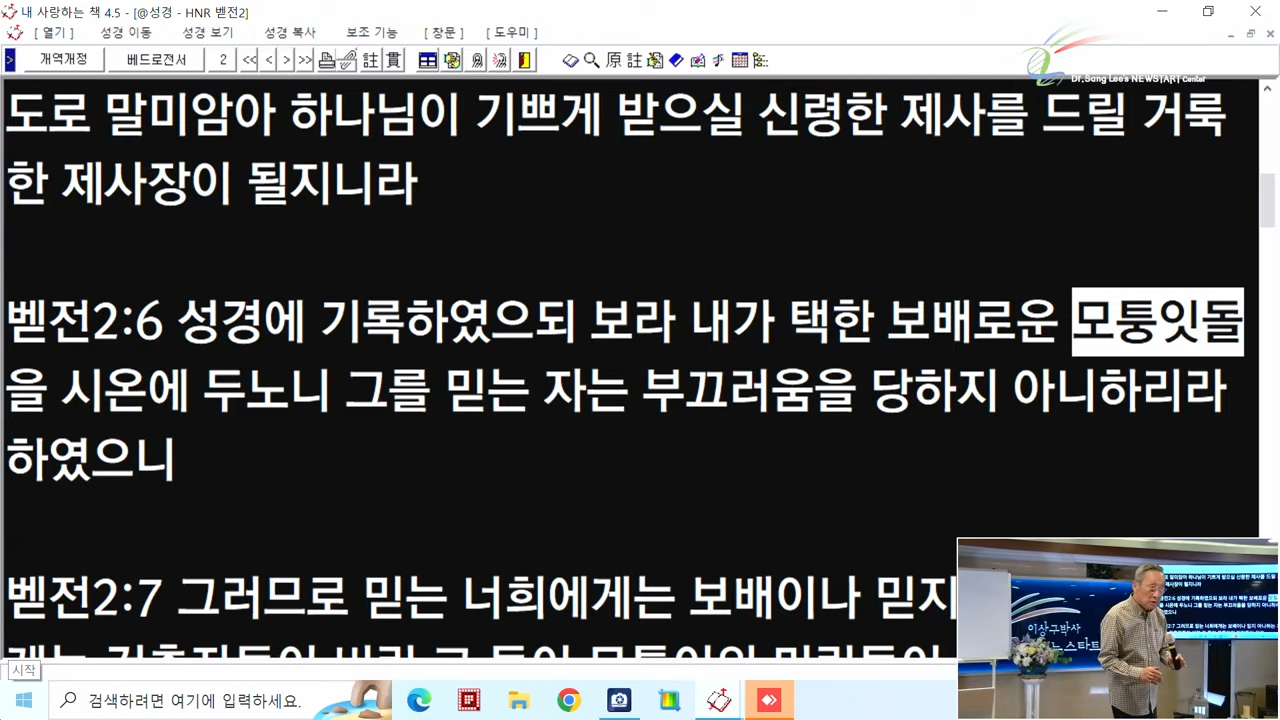 내 사랑하는 책 4.5 - [@성경 - HNR 벧전2]
[ 열기 ] 성경 이동 성경 보기 성경 복사 보조 기능 [ 창문 ] [ 도우미 ]
개역개정 베드로전서 2 << < > >> 註 貫 原 註
Dr.Sang Lee's NEWSTART Center
도로 말미암아 하나님이 기쁘게 받으실 신령한 제사를 드릴 거룩
한 제사장이 될지니라
벧전2:6 성경에 기록하였으되 보라 내가 택한 보배로운 모퉁잇돌
을 시온에 두노니 그를 믿는 자는 부끄러움을 당하지 아니하리라
하였으니
벧전2:7 그러므로 믿는 너희에게는 보배이나 믿지
이상구박사
시작
검색하려면 여기에 입력하세요.